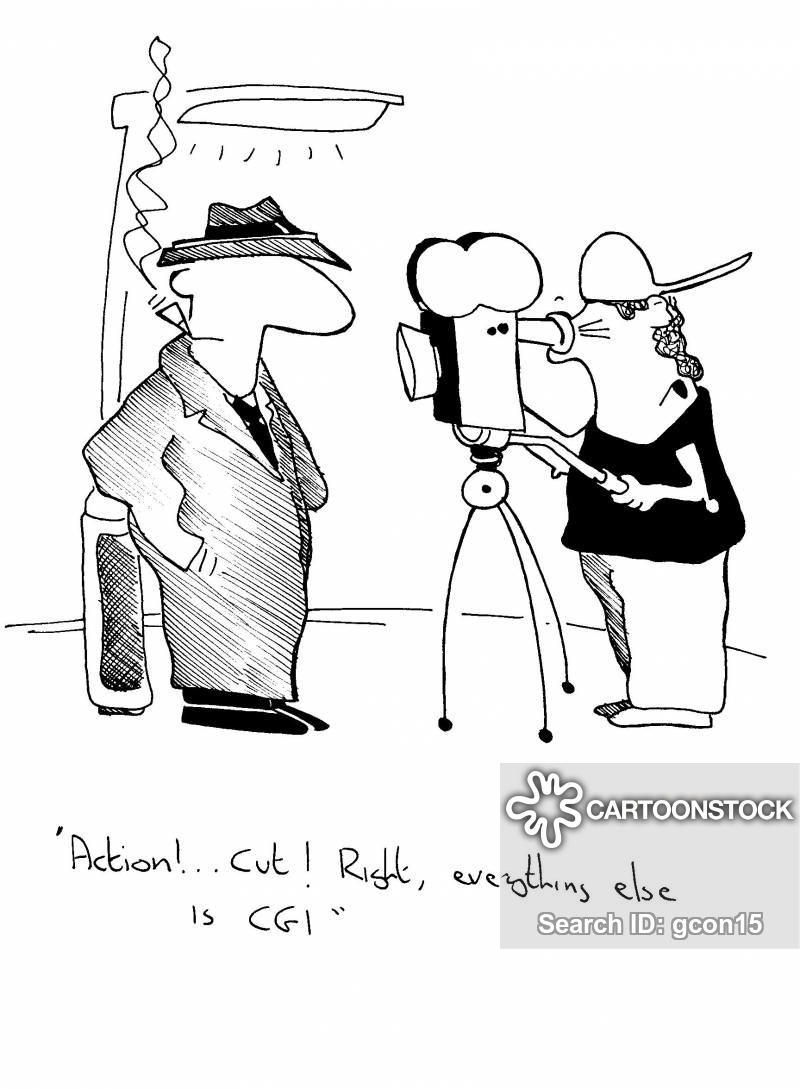 CARTOONSTOCK
"Action!... Cut! Right, everything else
is CGI"
Search ID: gcon15